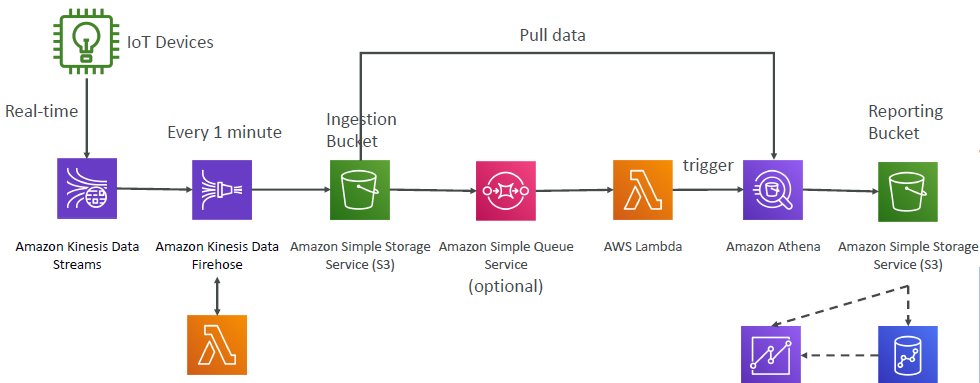 IoT Devices
Pull data
Real-time
Every 1 minute
Ingestion
Bucket
trigger
Reporting
Bucket
Amazon Kinesis Data
Streams
Amazon Kinesis Data
Firehose
Amazon Simple Storage
Service (S3)
Amazon Simple Queue
Service
(optional)
AWS Lambda
Amazon Athena
Amazon Simple Storage
Service (S3)